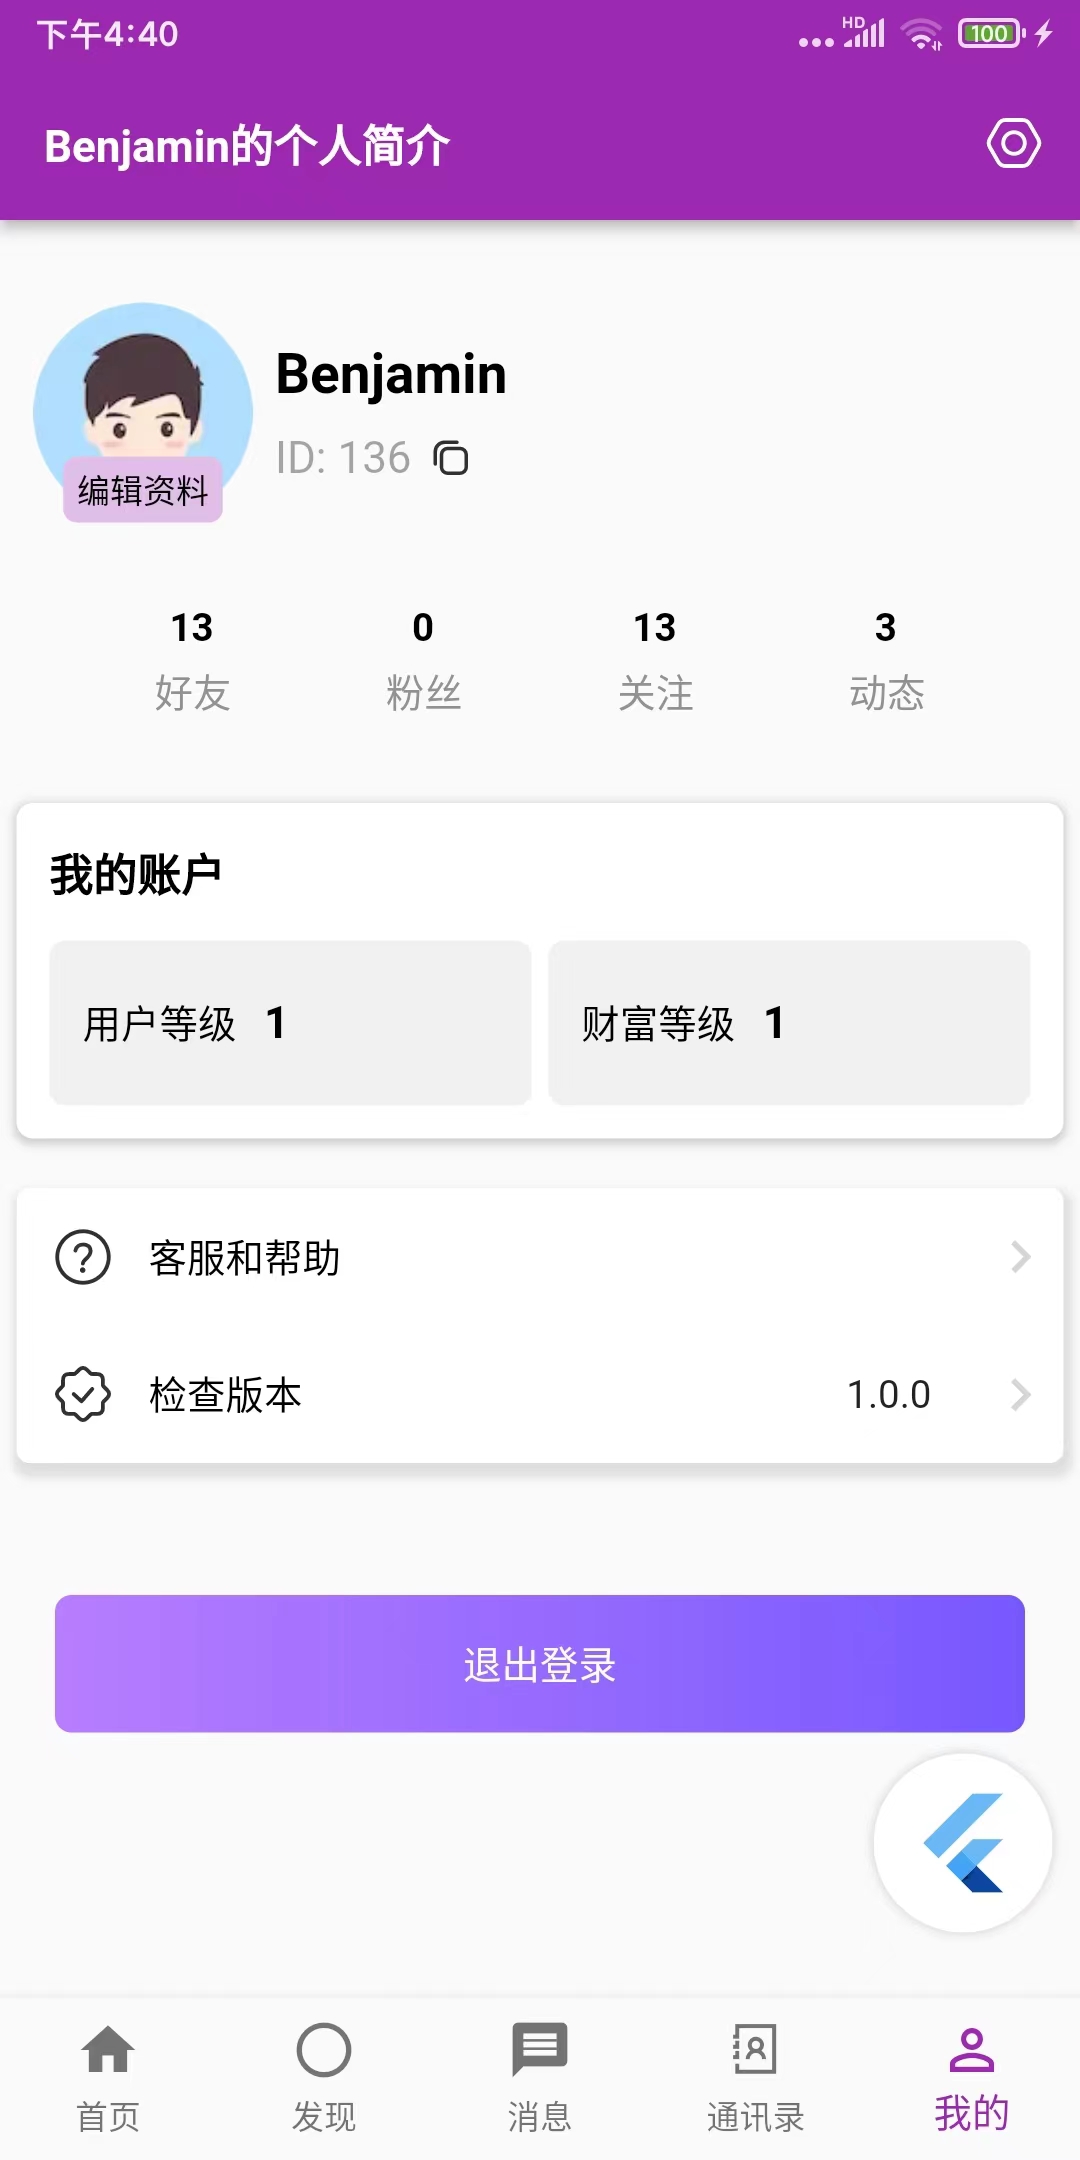 下午4:40
HD
100
Benjamin的个人简介
Benjamin
ID: 136
编辑资料
13 0 13 3
好友 粉丝 关注 动态
我的账户
用户等级 1 财富等级 1
客服和帮助
检查版本 1.0.0
退出登录
首页 发现 消息 通讯录 我的